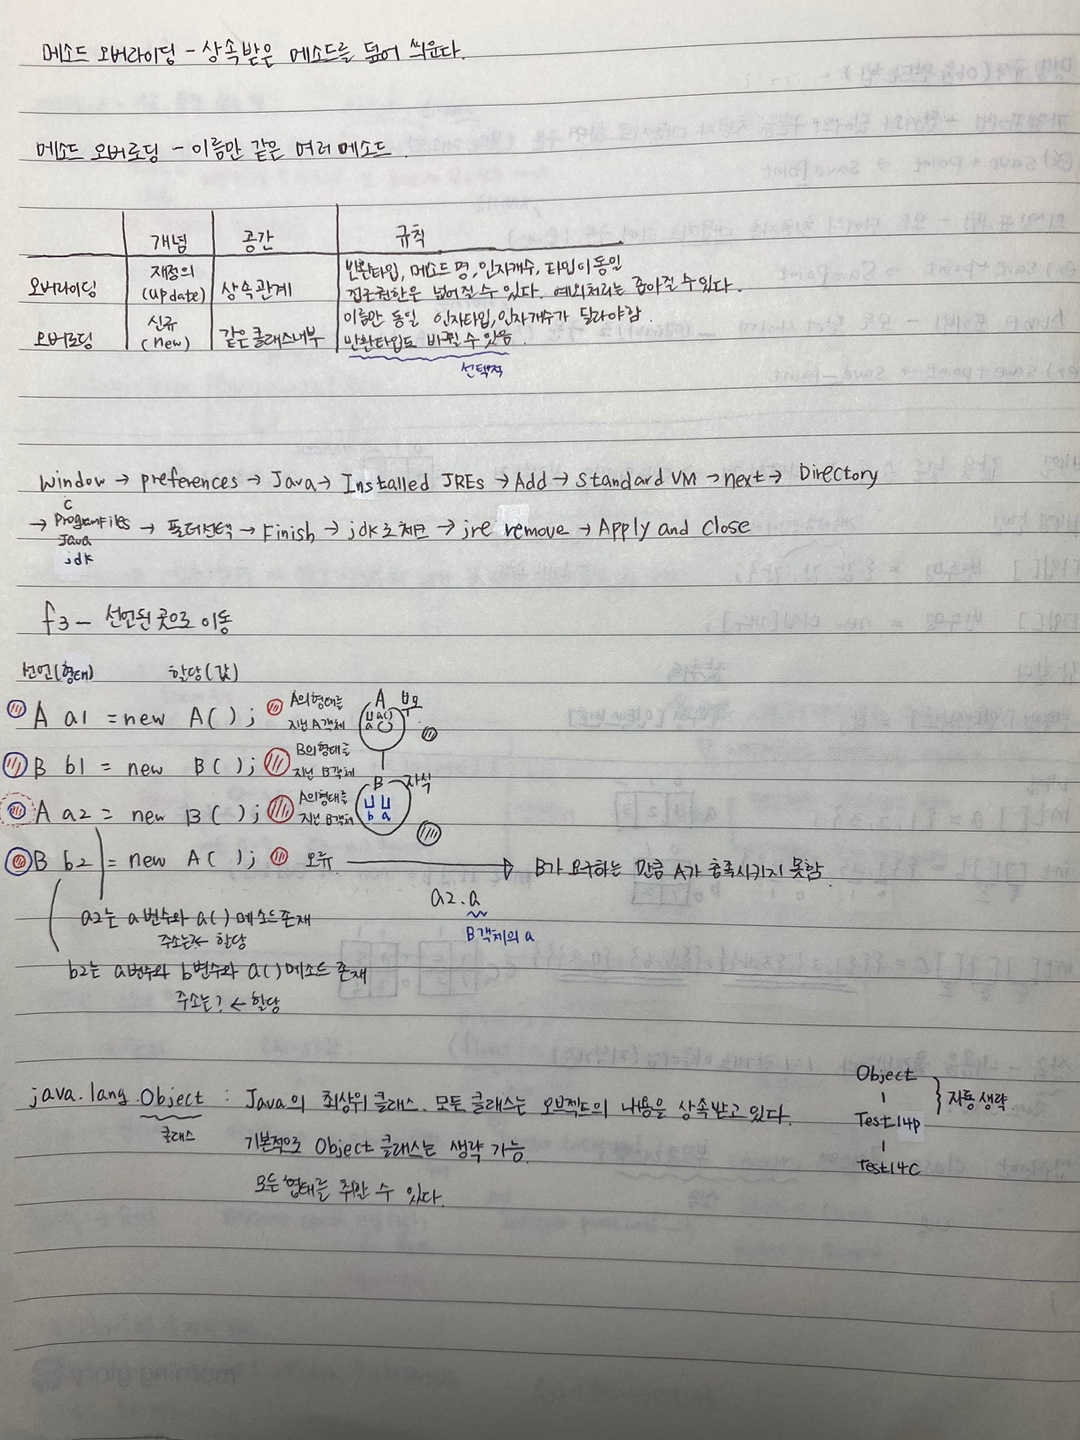 메소드 오버라이딩 - 상속받은 메소드를 덮어 씌운다.
메소드 오버로딩 - 이름만 같은 여러 메소드.
개념 공간 규칙
오버라이딩 재정의 (update) 상속관계 반환타입, 메소드 명, 인자개수, 타입이 동일
접근권한은 넓어질 수 있다. 예외처리는 좁아질 수 있다.
오버로딩 신규 (new) 같은 클래스 내부 이름만 동일 인자타입, 인자개수가 달라야 함.
반환타입도 바뀔 수 있음.
선택적
Window → preferences → Java → Installed JREs → Add → Standard VM → next → Directory
→ C Program Files Java jdk → 폴더선택 → Finish → jdk로 체크 → jre remove → Apply and Close
f3 - 선언된 곳으로 이동
선언(형태) 할당(값)
A a1 = new A(); A의 형태를 지닌 A객체
B b1 = new B(); B의 형태를 지닌 B객체
A a2 = new B(); A의 형태를 지닌 B객체
B b2 = new A(); 오류 → B가 요구하는 만큼 A가 충족시키지 못함.
A 부모
a a()
B 자식
b a
a2.a
B객체의 a
a2는 a변수와 a() 메소드 존재
주소는 ← 할당
b2는 a변수와 b변수와 a() 메소드 존재
주소는? ← 할당
java.lang.Object : Java의 최상위 클래스. 모든 클래스는 오브젝트의 내용을 상속받고 있다.
클래스
기본적으로 Object 클래스는 생략 가능.
모든 형태를 취할 수 있다.
Object
Test14p
Test14C
자동 생략.